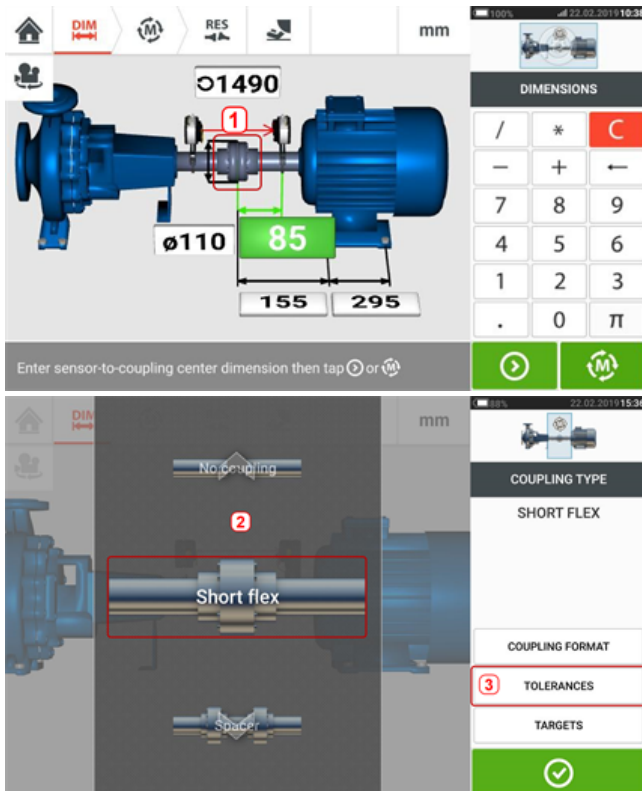 DIM
RES
mm
100%
22.02.2019 10:38
1490
1
ø110
85
155
295
Enter sensor-to-coupling center dimension then tap or M
DIMENSIONS
/ * C
− + ←
7 8 9
4 5 6
1 2 3
. 0 π
M
DIM
mm
88%
22.02.2019 15:36
No coupling
2
Short flex
Spacer
COUPLING TYPE
SHORT FLEX
COUPLING FORMAT
3 TOLERANCES
TARGETS